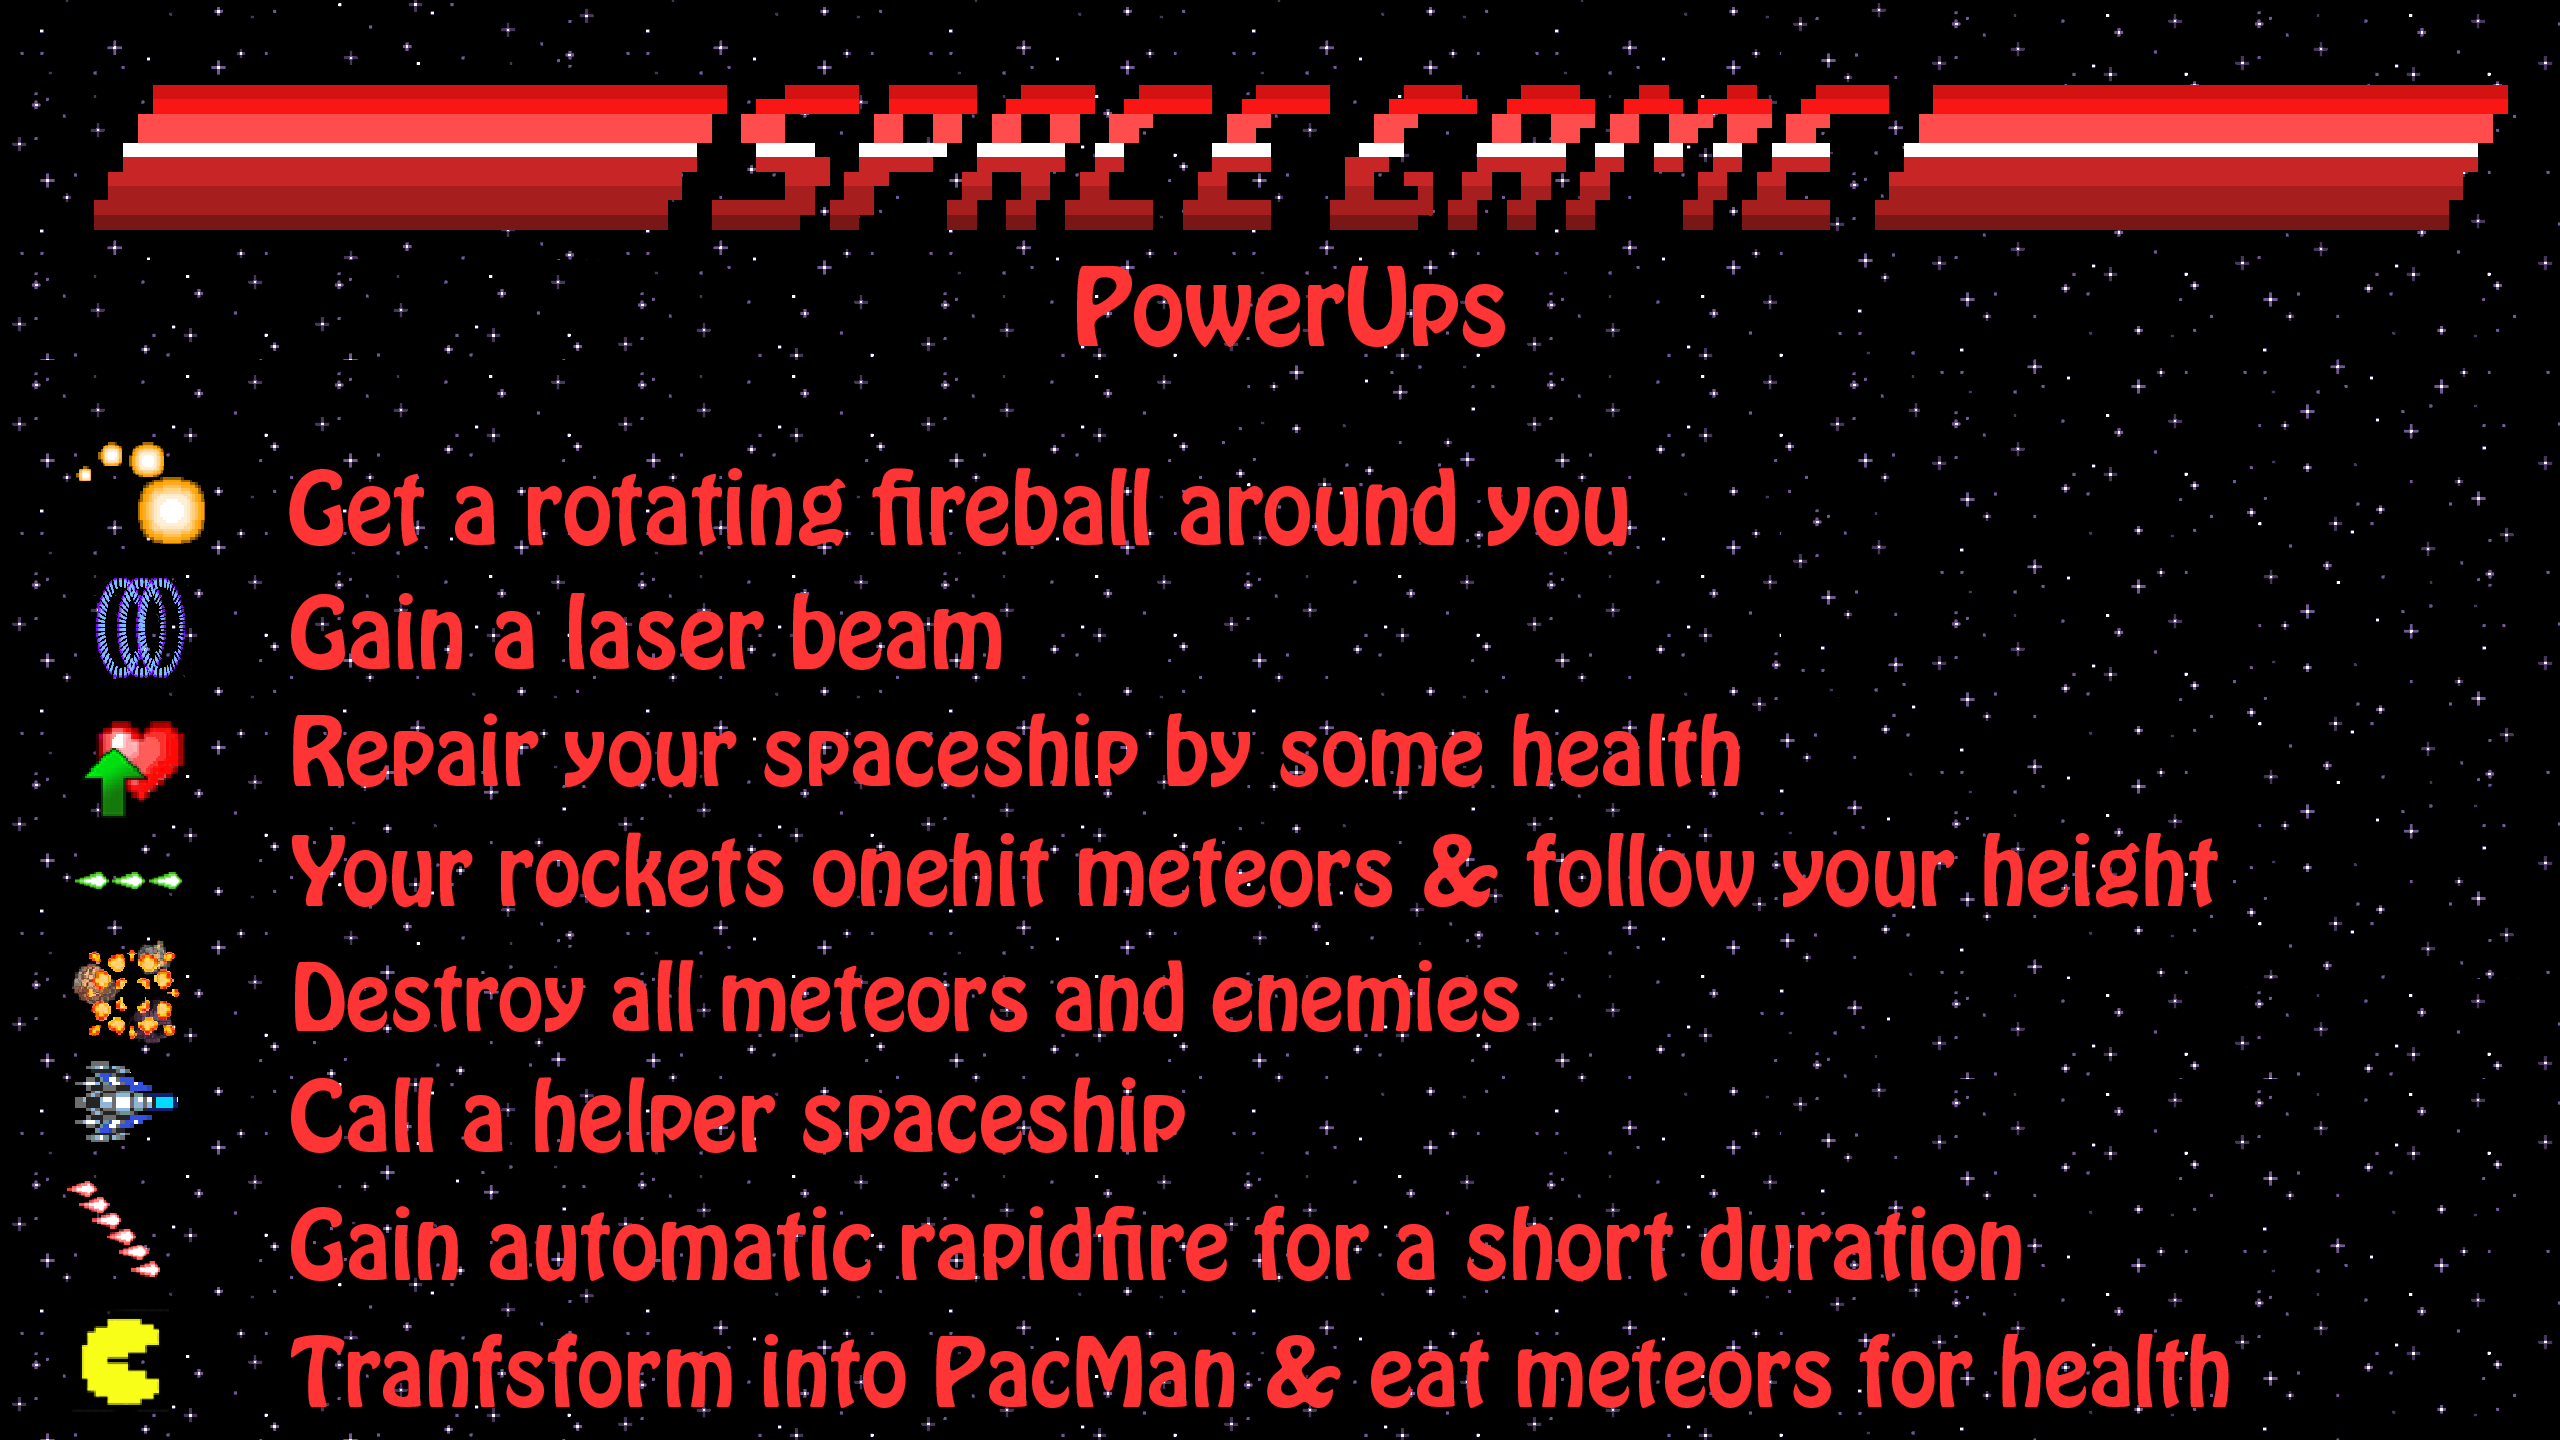 SPACE GAME
PowerUps
Get a rotating fireball around you
Gain a laser beam
Repair your spaceship by some health
Your rockets onehit meteors & follow your height
Destroy all meteors and enemies
Call a helper spaceship
Gain automatic rapidfire for a short duration
Tranfsform into PacMan & eat meteors for health